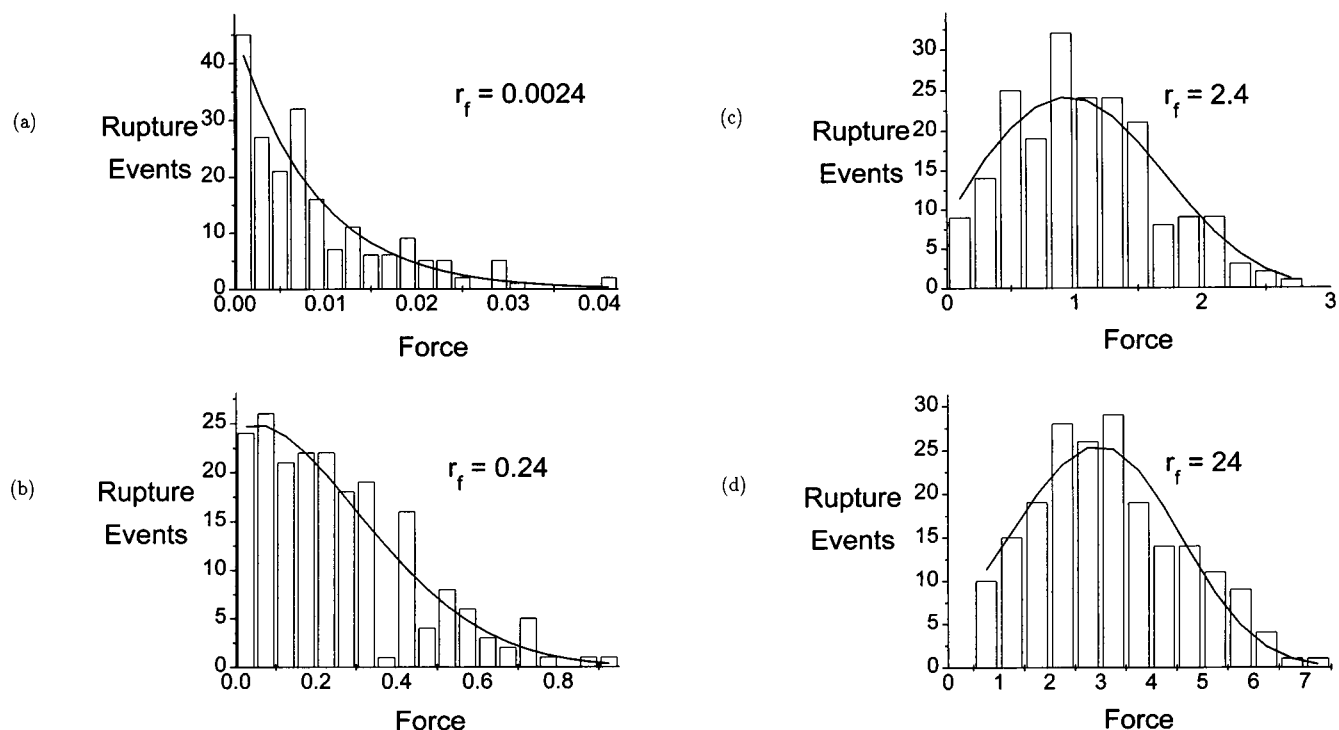 (a)
Rupture
Events
r_f = 0.0024
40
30
20
10
0
0.00 0.01 0.02 0.03 0.04
Force
(b)
Rupture
Events
r_f = 0.24
25
20
15
10
5
0
0.0 0.2 0.4 0.6 0.8
Force
(c)
Rupture
Events
r_f = 2.4
30
25
20
15
10
5
0
0 1 2 3
Force
(d)
Rupture
Events
r_f = 24
30
25
20
15
10
5
0
0 1 2 3 4 5 6 7
Force